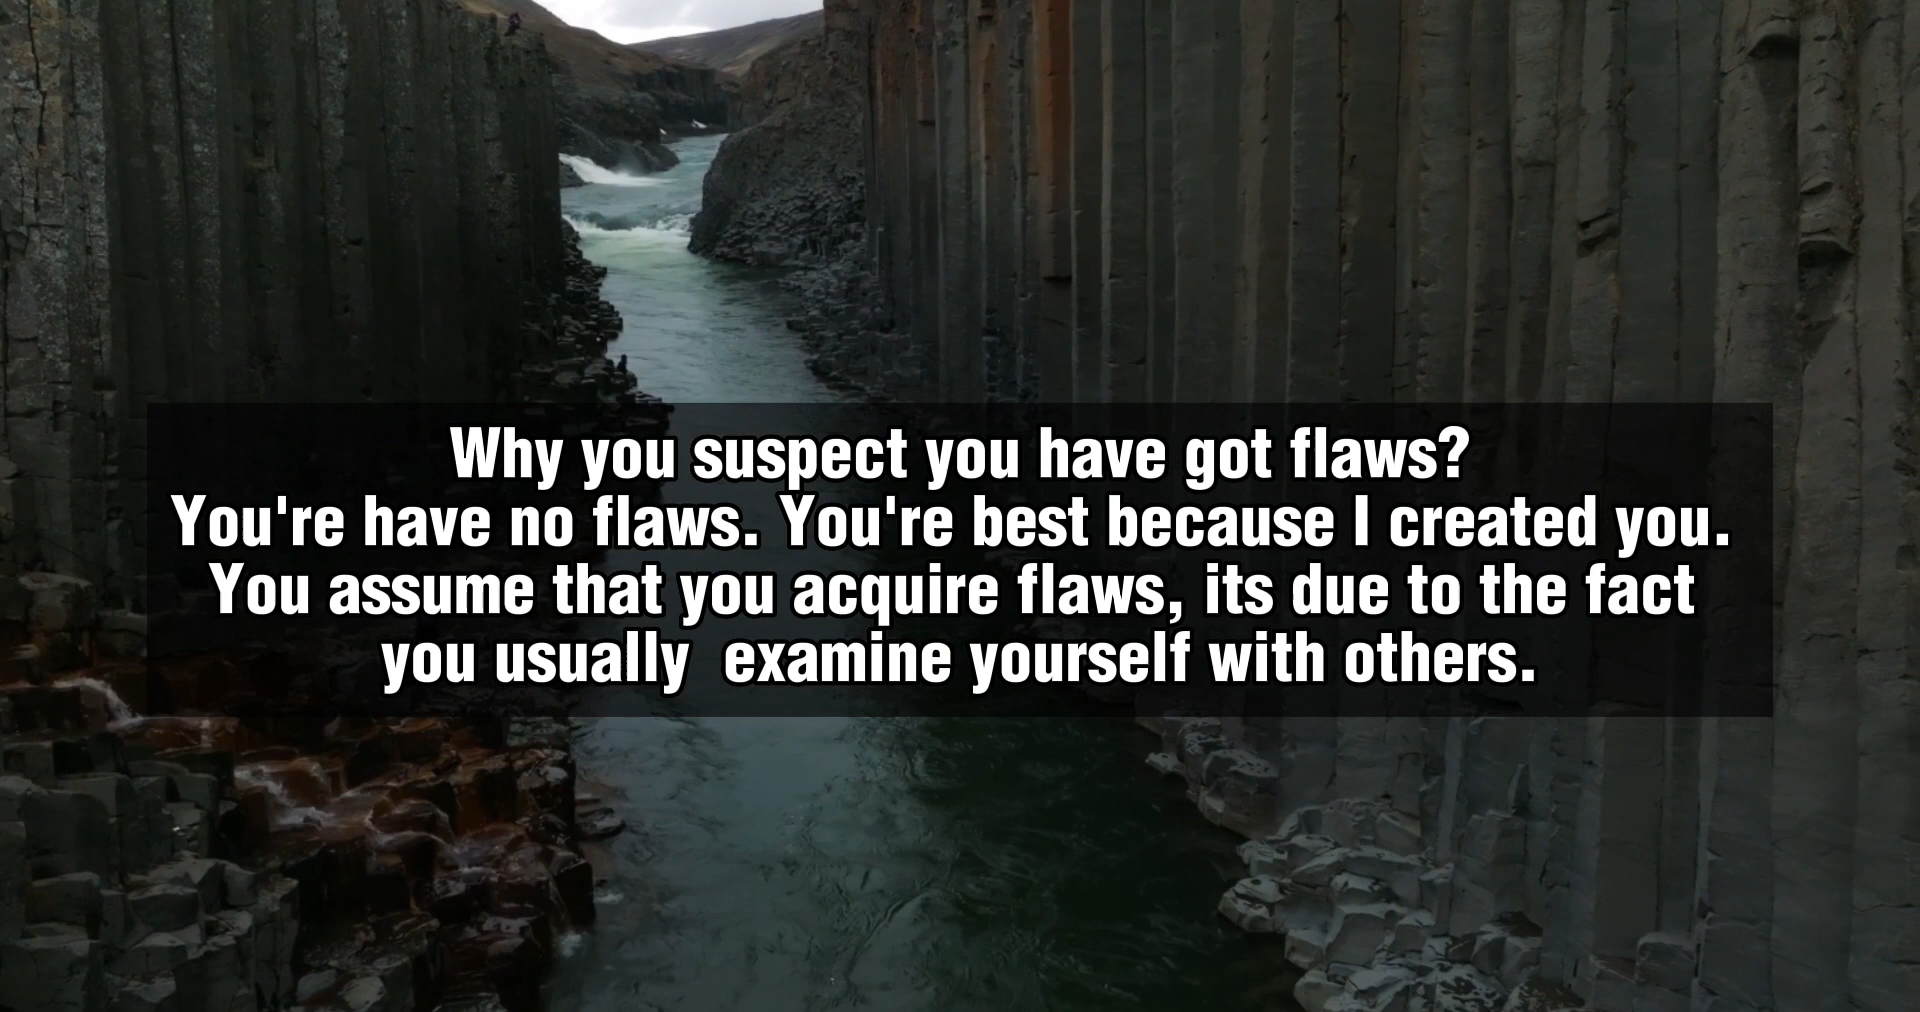 Why you suspect you have got flaws?
You're have no flaws. You're best because I created you.
You assume that you acquire flaws, its due to the fact
you usually  examine yourself with others.